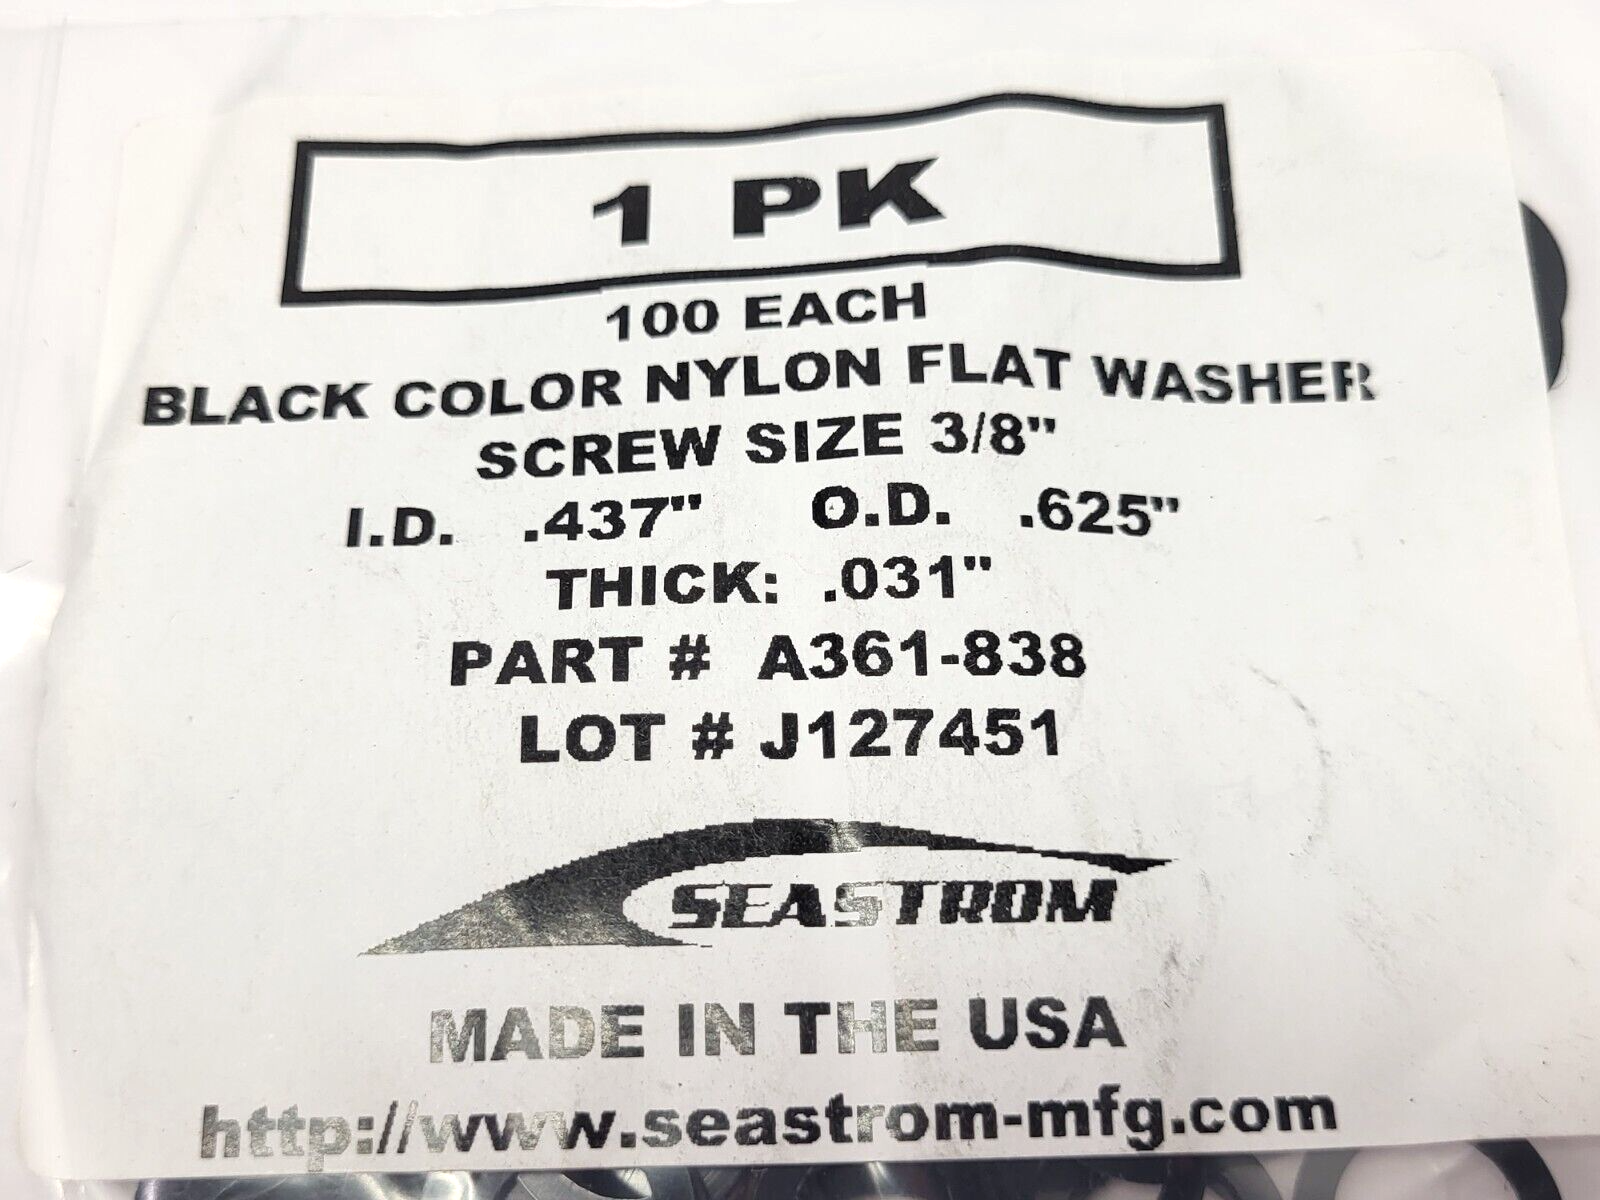 1 PK
100 EACH
BLACK COLOR NYLON FLAT WASHER
SCREW SIZE 3/8"
I.D. .437" O.D. .625"
THICK: .031"
PART # A361-838
LOT # J127451
SEASTROM
MADE IN THE USA
http://www.seastrom-mfg.com